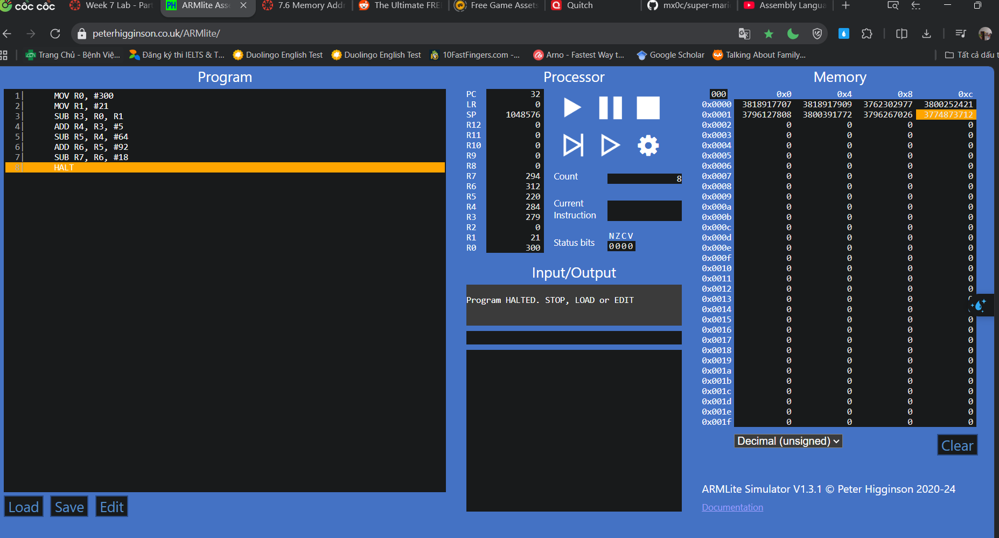 cốc cốc
Week 7 Lab - Part
ARMlite Asse
7.6 Memory Addr
The Ultimate FRE
Free Game Assets
Quitch
mx0c/super-mari
Assembly Langua
peterhigginson.co.uk/ARMlite/
Trang Chủ - Bệnh Việ...
Đăng ký thi IELTS & T...
Duolingo English Test
Duolingo English Test
10FastFingers.com -...
Arno - Fastest Way t...
Google Scholar
Talking About Family...
Tất cả dấu t
Program
1| MOV R0, #300
2| MOV R1, #21
3| SUB R3, R0, R1
4| ADD R4, R3, #5
5| SUB R5, R4, #64
6| ADD R6, R5, #92
7| SUB R7, R6, #18
8| HALT
Load Save Edit
Processor
PC 32
LR 0
SP 1048576
R12 0
R11 0
R10 0
R9 0
R8 0
R7 294
R6 312
R5 220
R4 284
R3 279
R2 0
R1 21
R0 300
Count 8
Current
Instruction
NZCV
Status bits 0000
Input/Output
Program HALTED. STOP, LOAD or EDIT
Memory
000 0x0 0x4 0x8 0xc
0x0000 3818917707 3818917909 3762302977 3800252421
0x0001 3796127808 3800391772 3796267026 3774873712
0x0002 0 0 0 0
0x0003 0 0 0 0
0x0004 0 0 0 0
0x0005 0 0 0 0
0x0006 0 0 0 0
0x0007 0 0 0 0
0x0008 0 0 0 0
0x0009 0 0 0 0
0x000a 0 0 0 0
0x000b 0 0 0 0
0x000c 0 0 0 0
0x000d 0 0 0 0
0x000e 0 0 0 0
0x000f 0 0 0 0
0x0010 0 0 0 0
0x0011 0 0 0 0
0x0012 0 0 0 0
0x0013 0 0 0
0x0014 0 0 0
0x0015 0 0 0 0
0x0016 0 0 0 0
0x0017 0 0 0 0
0x0018 0 0 0 0
0x0019 0 0 0 0
0x001a 0 0 0 0
0x001b 0 0 0 0
0x001c 0 0 0 0
0x001d 0 0 0 0
0x001e 0 0 0 0
0x001f 0 0 0 0
Decimal (unsigned)
Clear
ARMLite Simulator V1.3.1 © Peter Higginson 2020-24
Documentation